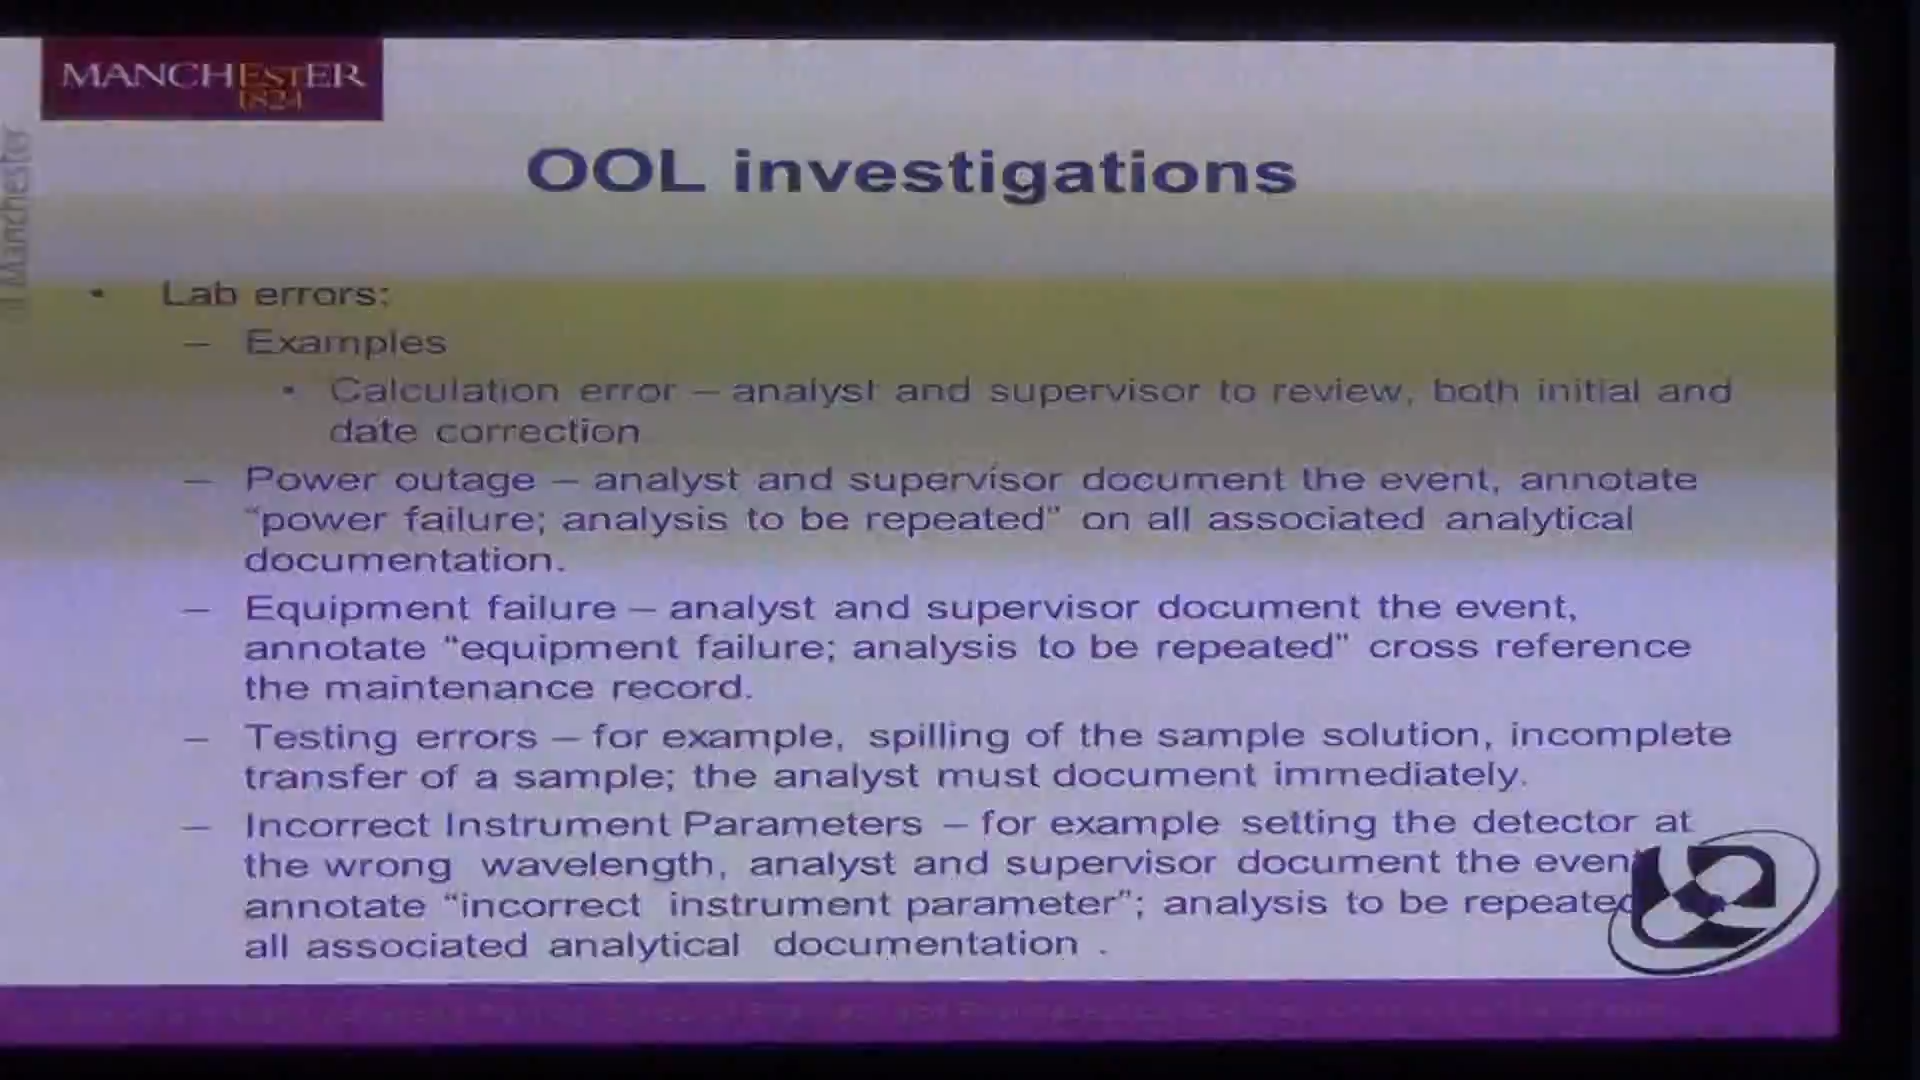 MANCHESTER
1824
Manchester
OOL investigations
• Lab errors:
– Examples
• Calculation error – analyst and supervisor to review, both initial and
date correction
– Power outage – analyst and supervisor document the event, annotate
“power failure; analysis to be repeated” on all associated analytical
documentation.
– Equipment failure – analyst and supervisor document the event,
annotate “equipment failure; analysis to be repeated” cross reference
the maintenance record.
– Testing errors – for example, spilling of the sample solution, incomplete
transfer of a sample; the analyst must document immediately.
– Incorrect Instrument Parameters – for example setting the detector at
the wrong wavelength, analyst and supervisor document the event
annotate “incorrect instrument parameter”; analysis to be repeated
all associated analytical documentation .